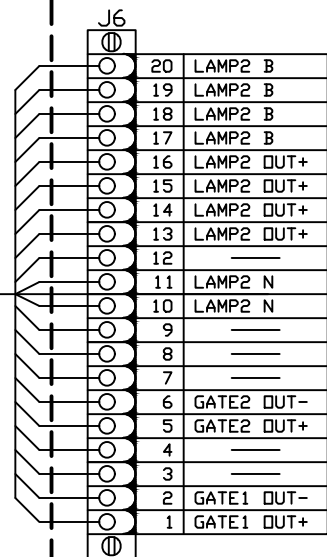 J6
20 LAMP2 B
19 LAMP2 B
18 LAMP2 B
17 LAMP2 B
16 LAMP2 OUT+
15 LAMP2 OUT+
14 LAMP2 OUT+
13 LAMP2 OUT+
12 ——
11 LAMP2 N
10 LAMP2 N
9 ——
8 ——
7 ——
6 GATE2 OUT-
5 GATE2 OUT+
4 ——
3 ——
2 GATE1 OUT-
1 GATE1 OUT+